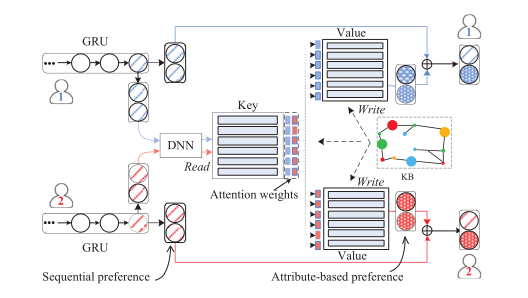 GRU
1
Value
1
Key
DNN
Write
Read
KB
Write
Attention weights
2
GRU
Value
Sequential preference
Attribute-based preference
2